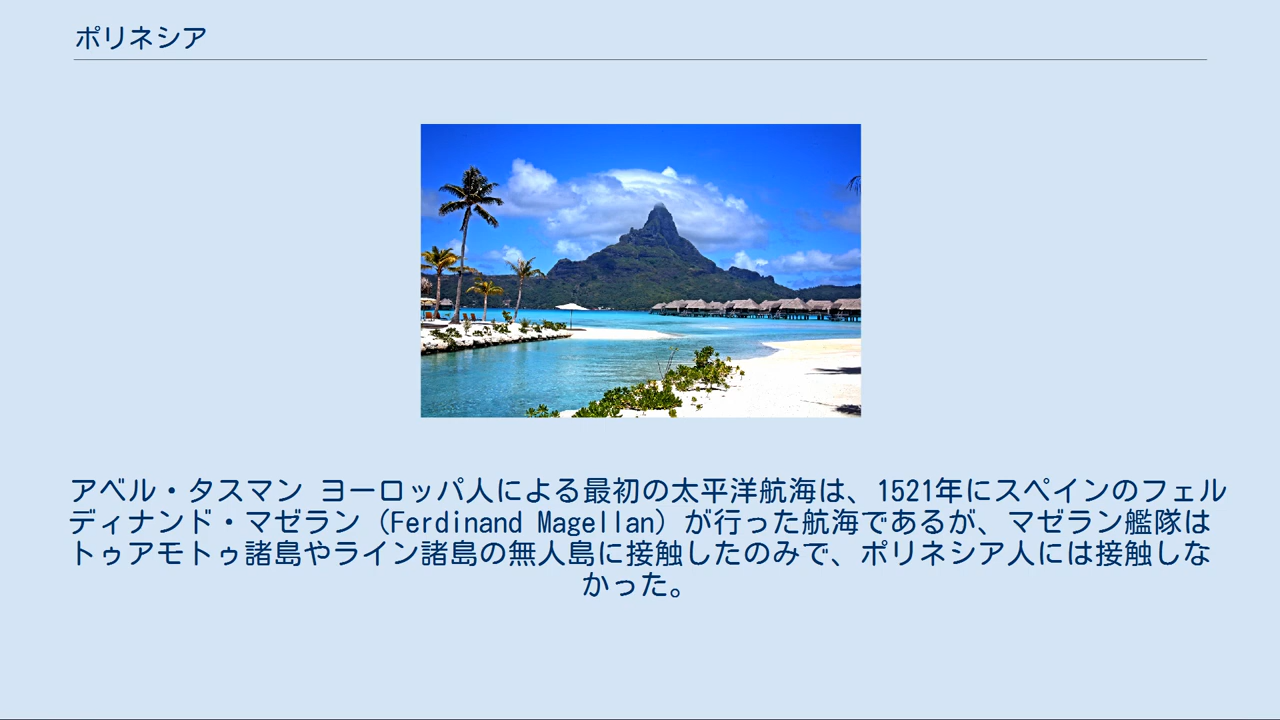 ポリネシア
アベル・タスマン ヨーロッパ人による最初の太平洋航海は、1521年にスペインのフェル
ディナンド・マゼラン（Ferdinand Magellan）が行った航海であるが、マゼラン艦隊は
トゥアモトゥ諸島やライン諸島の無人島に接触したのみで、ポリネシア人には接触しな
かった。